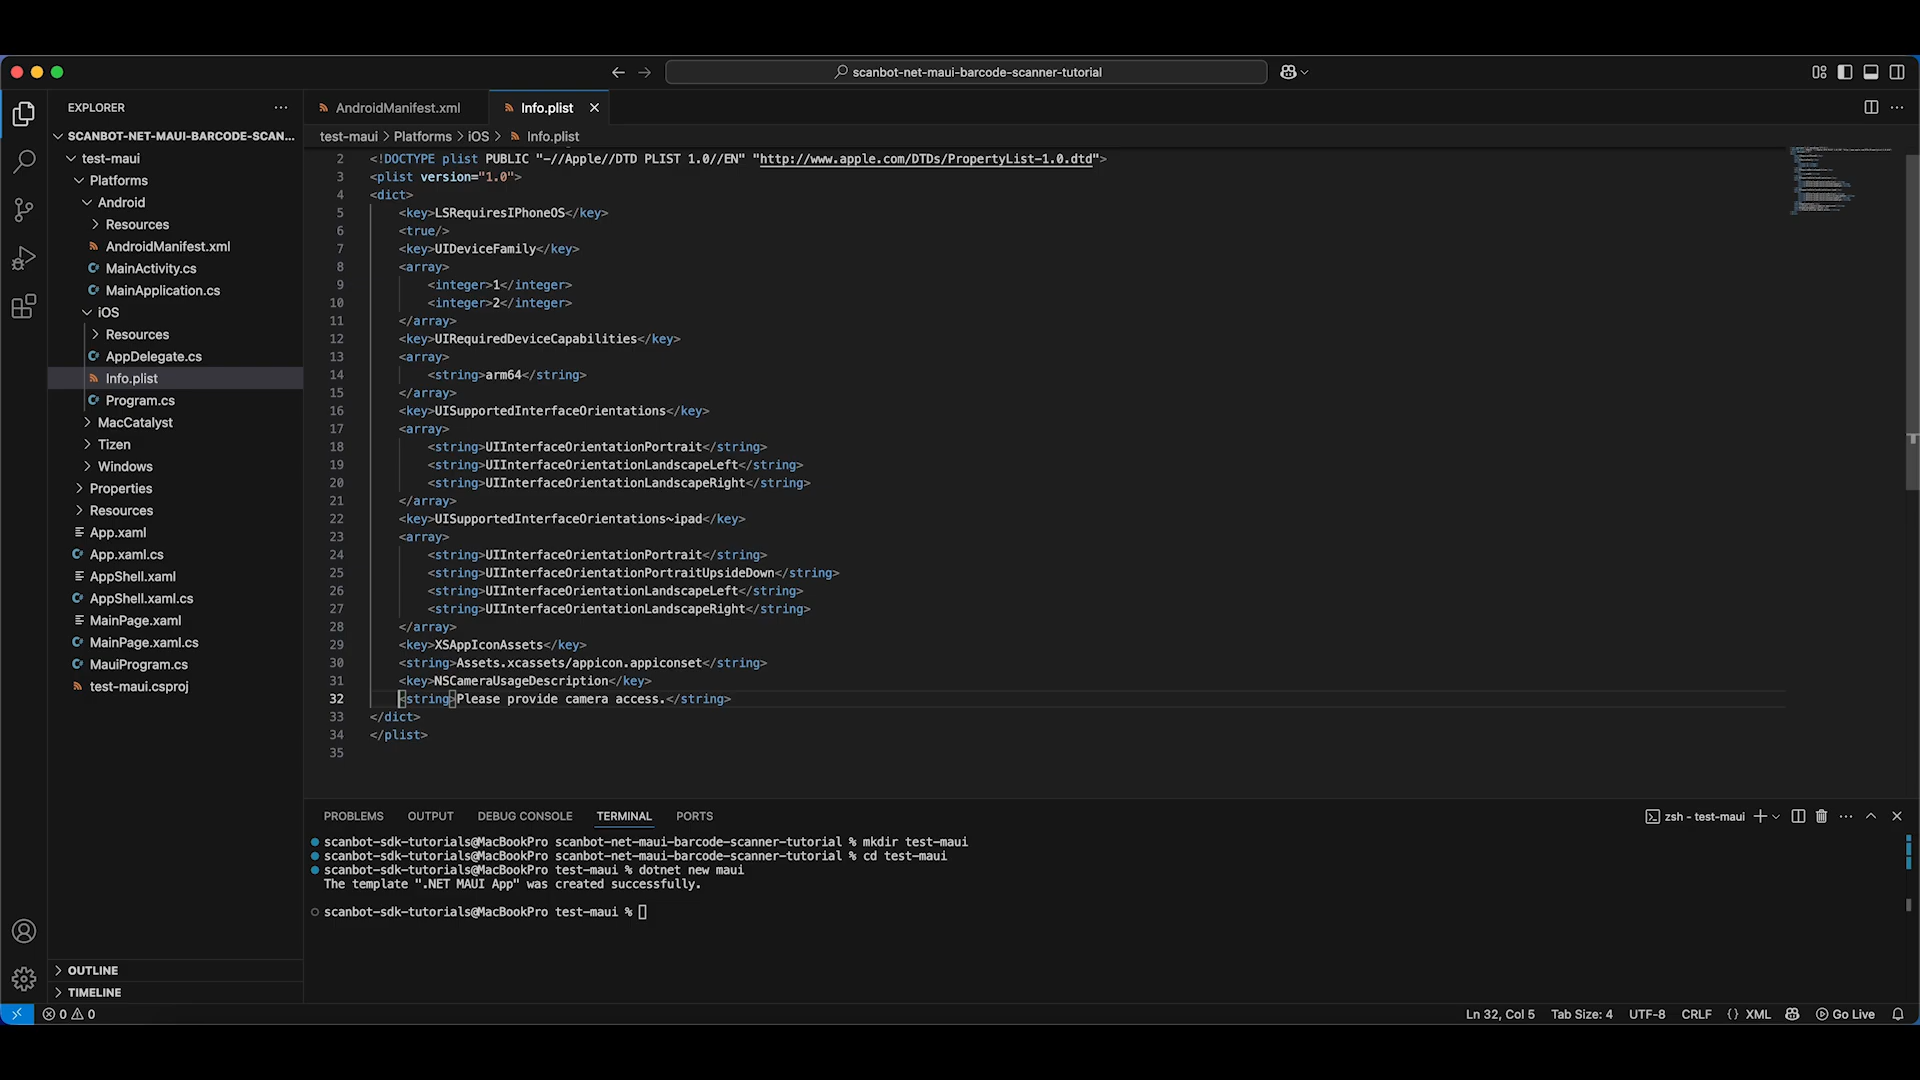 scanbot-net-maui-barcode-scanner-tutorial
EXPLORER
SCANBOT-NET-MAUI-BARCODE-SCAN...
test-maui
Platforms
Android
Resources
AndroidManifest.xml
MainActivity.cs
MainApplication.cs
iOS
Resources
AppDelegate.cs
Info.plist
Program.cs
MacCatalyst
Tizen
Windows
Properties
Resources
App.xaml
App.xaml.cs
AppShell.xaml
AppShell.xaml.cs
MainPage.xaml
MainPage.xaml.cs
MauiProgram.cs
test-maui.csproj
OUTLINE
TIMELINE
AndroidManifest.xml
Info.plist
test-maui > Platforms > iOS > Info.plist
2 <!DOCTYPE plist PUBLIC "-//Apple//DTD PLIST 1.0//EN" "http://www.apple.com/DTDs/PropertyList-1.0.dtd">
3 <plist version="1.0">
4 <dict>
5 <key>LSRequiresIPhoneOS</key>
6 <true/>
7 <key>UIDeviceFamily</key>
8 <array>
9 <integer>1</integer>
10 <integer>2</integer>
11 </array>
12 <key>UIRequiredDeviceCapabilities</key>
13 <array>
14 <string>arm64</string>
15 </array>
16 <key>UISupportedInterfaceOrientations</key>
17 <array>
18 <string>UIInterfaceOrientationPortrait</string>
19 <string>UIInterfaceOrientationLandscapeLeft</string>
20 <string>UIInterfaceOrientationLandscapeRight</string>
21 </array>
22 <key>UISupportedInterfaceOrientations~ipad</key>
23 <array>
24 <string>UIInterfaceOrientationPortrait</string>
25 <string>UIInterfaceOrientationPortraitUpsideDown</string>
26 <string>UIInterfaceOrientationLandscapeLeft</string>
27 <string>UIInterfaceOrientationLandscapeRight</string>
28 </array>
29 <key>XSAppIconAssets</key>
30 <string>Assets.xcassets/appicon.appiconset</string>
31 <key>NSCameraUsageDescription</key>
32 <string>Please provide camera access.</string>
33 </dict>
34 </plist>
35
PROBLEMS OUTPUT DEBUG CONSOLE TERMINAL PORTS
zsh - test-maui
scanbot-sdk-tutorials@MacBookPro scanbot-net-maui-barcode-scanner-tutorial % mkdir test-maui
scanbot-sdk-tutorials@MacBookPro scanbot-net-maui-barcode-scanner-tutorial % cd test-maui
scanbot-sdk-tutorials@MacBookPro test-maui % dotnet new maui
The template ".NET MAUI App" was created successfully.
scanbot-sdk-tutorials@MacBookPro test-maui %
0 0
Ln 32, Col 5 Tab Size: 4 UTF-8 CRLF {} XML Go Live